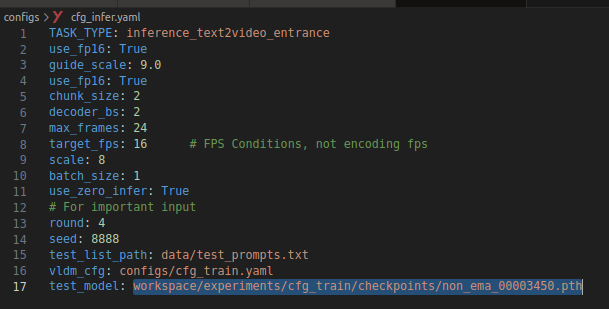 configs > cfg_infer.yaml
1 TASK_TYPE: inference_text2video_entrance
2 use_fp16: True
3 guide_scale: 9.0
4 use_fp16: True
5 chunk_size: 2
6 decoder_bs: 2
7 max_frames: 24
8 target_fps: 16 # FPS Conditions, not encoding fps
9 scale: 8
10 batch_size: 1
11 use_zero_infer: True
12 # For important input
13 round: 4
14 seed: 8888
15 test_list_path: data/test_prompts.txt
16 vldm_cfg: configs/cfg_train.yaml
17 test_model: workspace/experiments/cfg_train/checkpoints/non_ema_00003450.pth